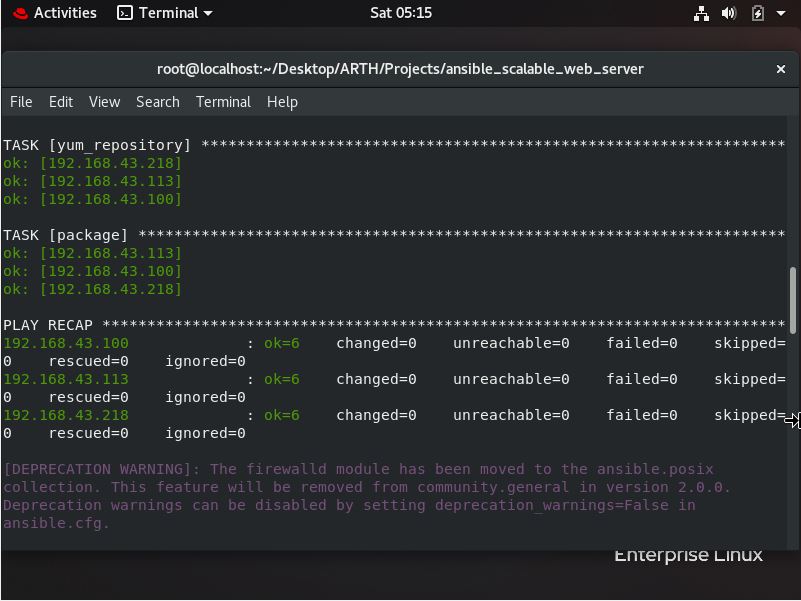 Activities Terminal Sat 05:15
root@localhost:~/Desktop/ARTH/Projects/ansible_scalable_web_server ×
File Edit View Search Terminal Help
TASK [yum_repository] *****************************************************************
ok: [192.168.43.218]
ok: [192.168.43.113]
ok: [192.168.43.100]
TASK [package] ************************************************************************
ok: [192.168.43.113]
ok: [192.168.43.100]
ok: [192.168.43.218]
PLAY RECAP ****************************************************************************
192.168.43.100             : ok=6    changed=0    unreachable=0    failed=0    skipped=
0    rescued=0    ignored=0
192.168.43.113             : ok=6    changed=0    unreachable=0    failed=0    skipped=
0    rescued=0    ignored=0
192.168.43.218             : ok=6    changed=0    unreachable=0    failed=0    skipped=
0    rescued=0    ignored=0
[DEPRECATION WARNING]: The firewalld module has been moved to the ansible.posix
collection. This feature will be removed from community.general in version 2.0.0.
Deprecation warnings can be disabled by setting deprecation_warnings=False in
ansible.cfg.
Enterprise Linux